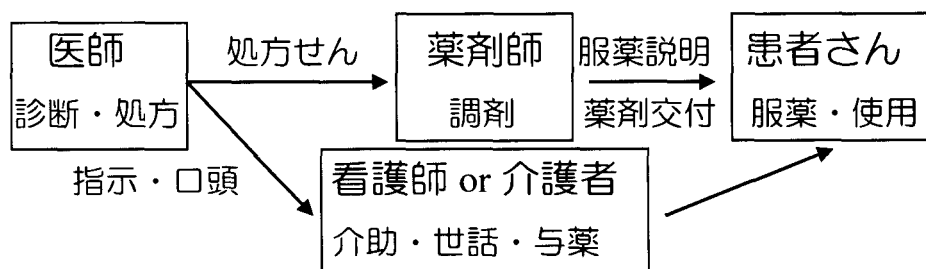 医師
診断・処方
処方せん
薬剤師
調剤
服薬説明
薬剤交付
患者さん
服薬・使用
指示・口頭
看護師 or 介護者
介助・世話・与薬